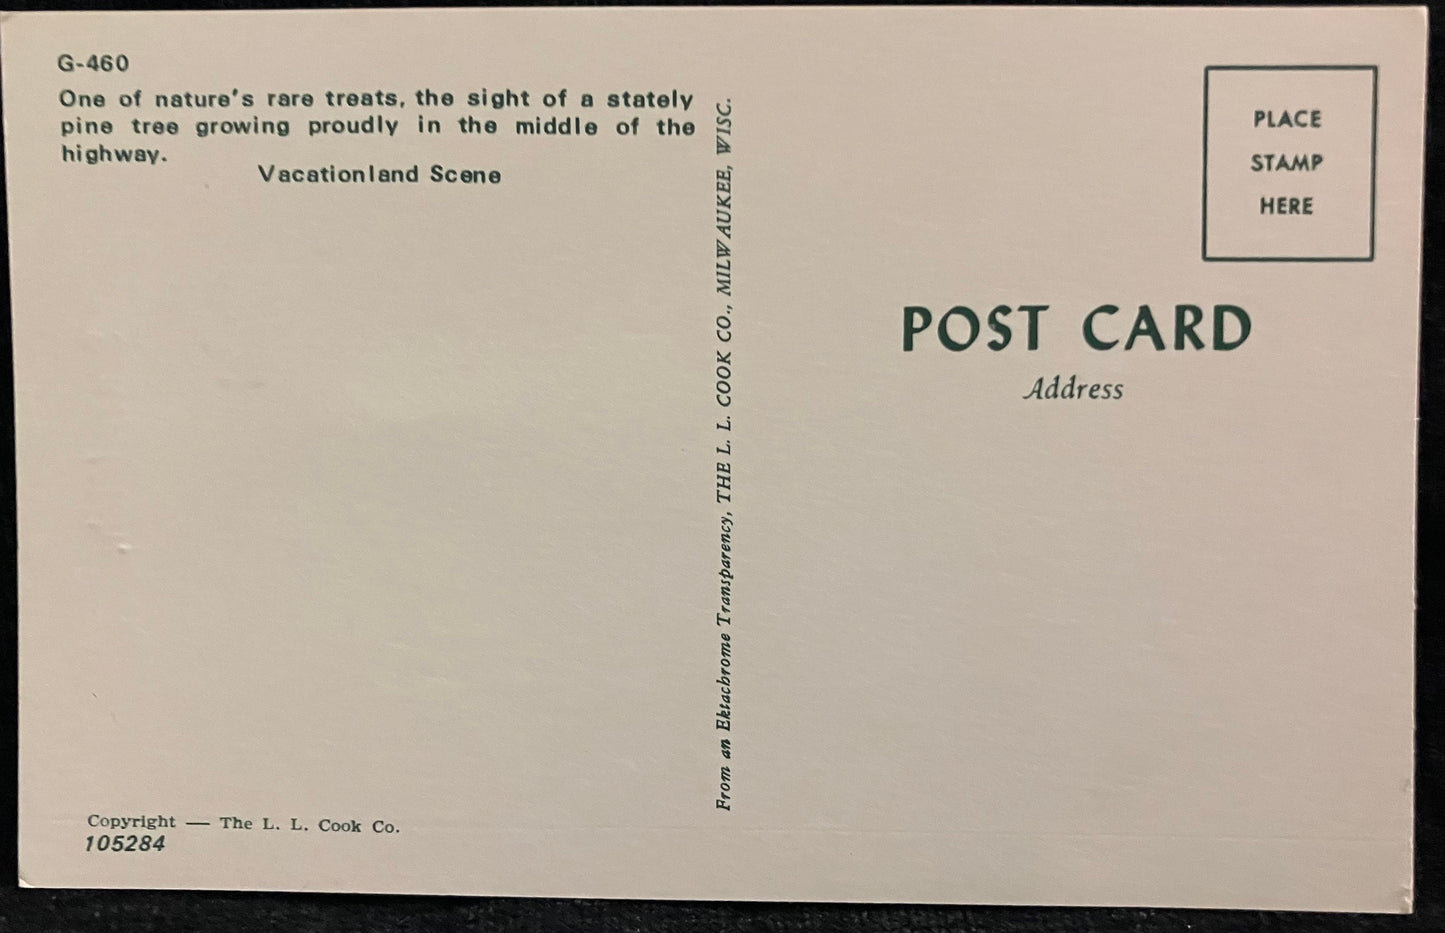 G-460
One of nature's rare treats, the sight of a stately
pine tree growing proudly in the middle of the
highway.
Vacationland Scene
Copyright — The L. L. Cook Co.
105284
From an Ektachrome Transparency, THE L. L. COOK CO., MILWAUKEE, WISC.
PLACE
STAMP
HERE
POST CARD
Address